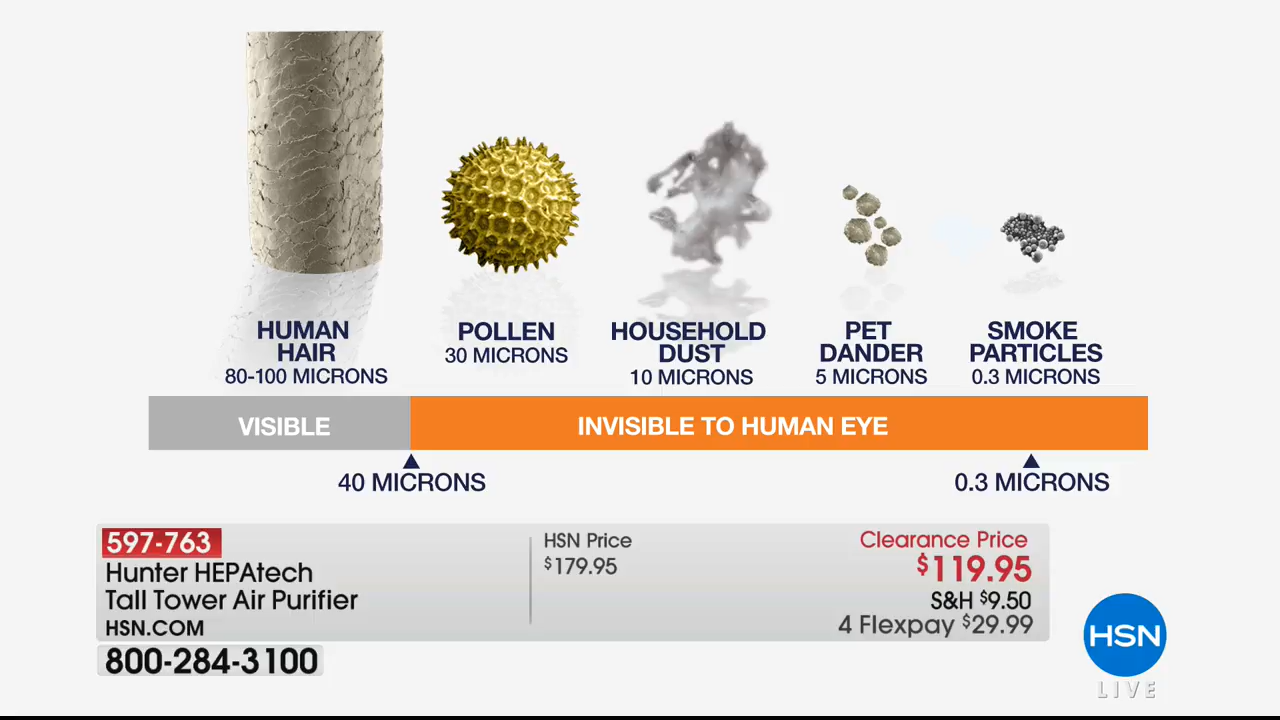 HUMAN
HAIR
80-100 MICRONS
POLLEN
30 MICRONS
HOUSEHOLD
DUST
10 MICRONS
PET
DANDER
5 MICRONS
SMOKE
PARTICLES
0.3 MICRONS
VISIBLE
INVISIBLE TO HUMAN EYE
40 MICRONS
0.3 MICRONS
597-763
Hunter HEPAtech
Tall Tower Air Purifier
HSN.COM
800-284-3100
HSN Price
$179.95
Clearance Price
$119.95
S&H $9.50
4 Flexpay $29.99
HSN
LIVE